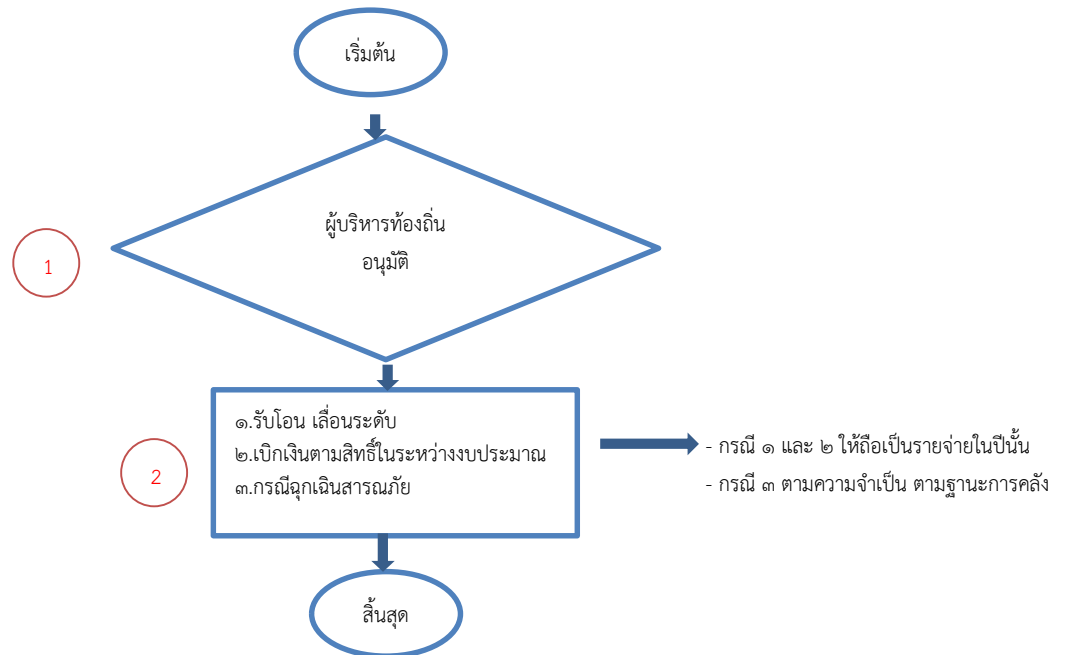 เริ่มต้น
ผู้บริหารท้องถิ่น
อนุมัติ
1
๑.รับโอน เลื่อนระดับ
๒.เบิกเงินตามสิทธิ์ในระหว่างงบประมาณ
๓.กรณีฉุกเฉินสารณภัย
2
- กรณี ๑ และ ๒ ให้ถือเป็นรายจ่ายในปีนั้น
- กรณี ๓ ตามความจำเป็น ตามฐานะการคลัง
สิ้นสุด